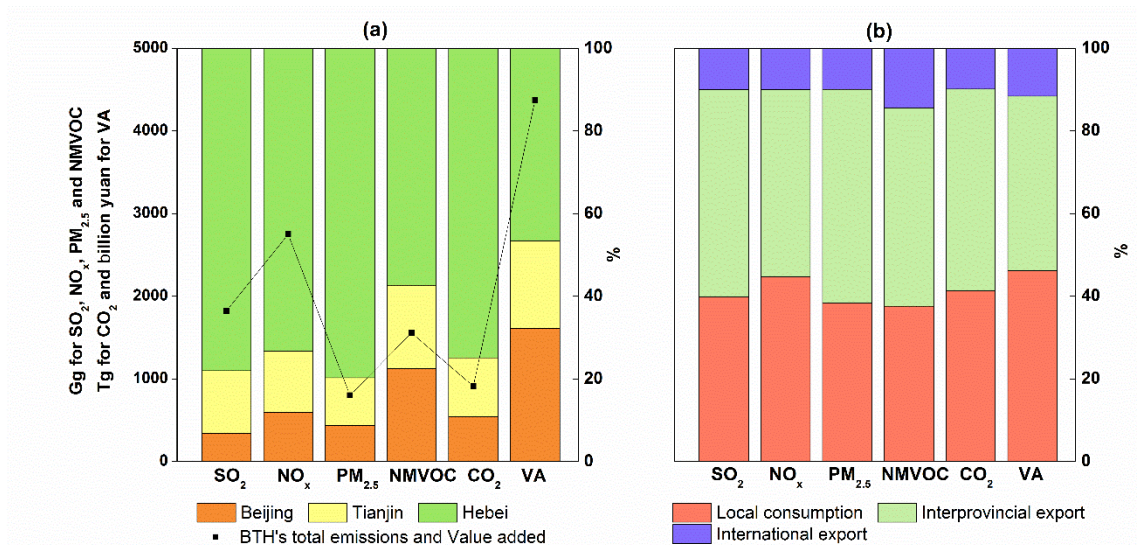 (a)
(b)
Gg for SO₂, NOₓ, PM₂.₅ and NMVOC
Tg for CO₂ and billion yuan for VA
5000
4000
3000
2000
1000
0
100
80
60
40
20
0
%
SO₂ NOₓ PM₂.₅ NMVOC CO₂ VA
Beijing Tianjin Hebei
BTH's total emissions and Value added
100
80
60
40
20
0
%
SO₂ NOₓ PM₂.₅ NMVOC CO₂ VA
Local consumption Interprovincial export
International export